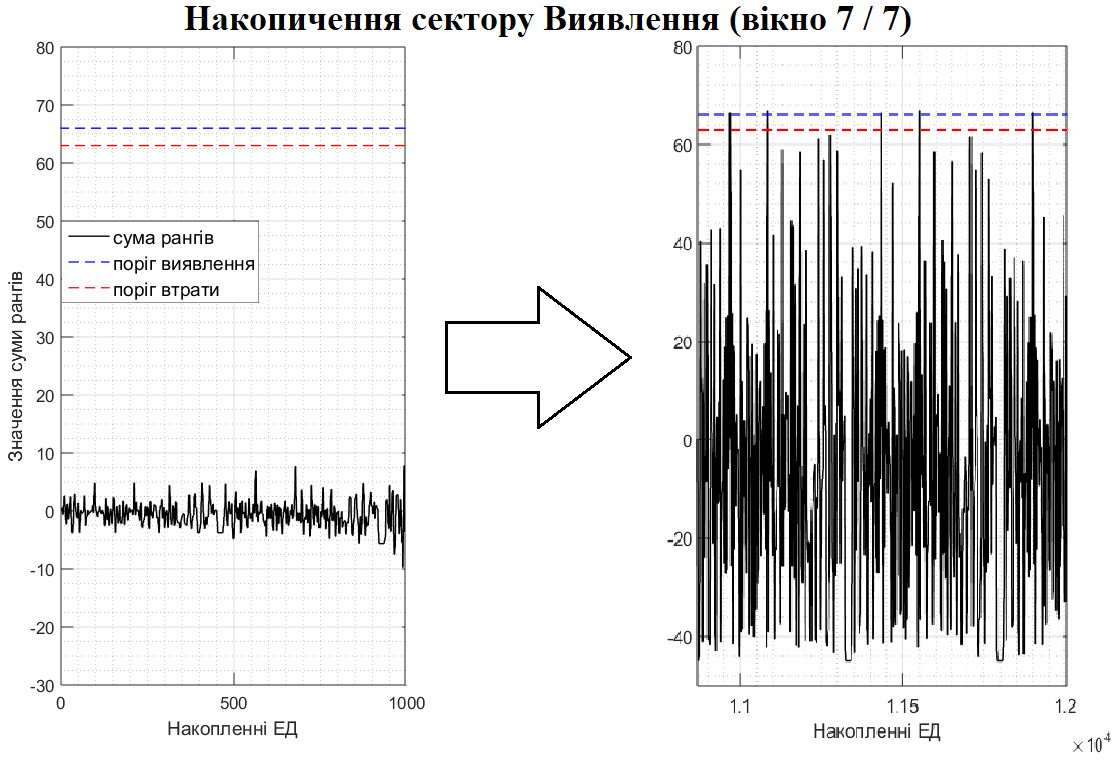 Накопичення сектору Виявлення (вікно 7 / 7)
80
70
60
50
40
30
20
10
0
-10
-20
-30
Значення суми рангів
сума рангів
поріг виявлення
поріг втрати
0 500 1000
Накопленні ЕД
80
60
40
20
0
-20
-40
1.1 1.15 1.2
Накопленні ЕД
×10⁴